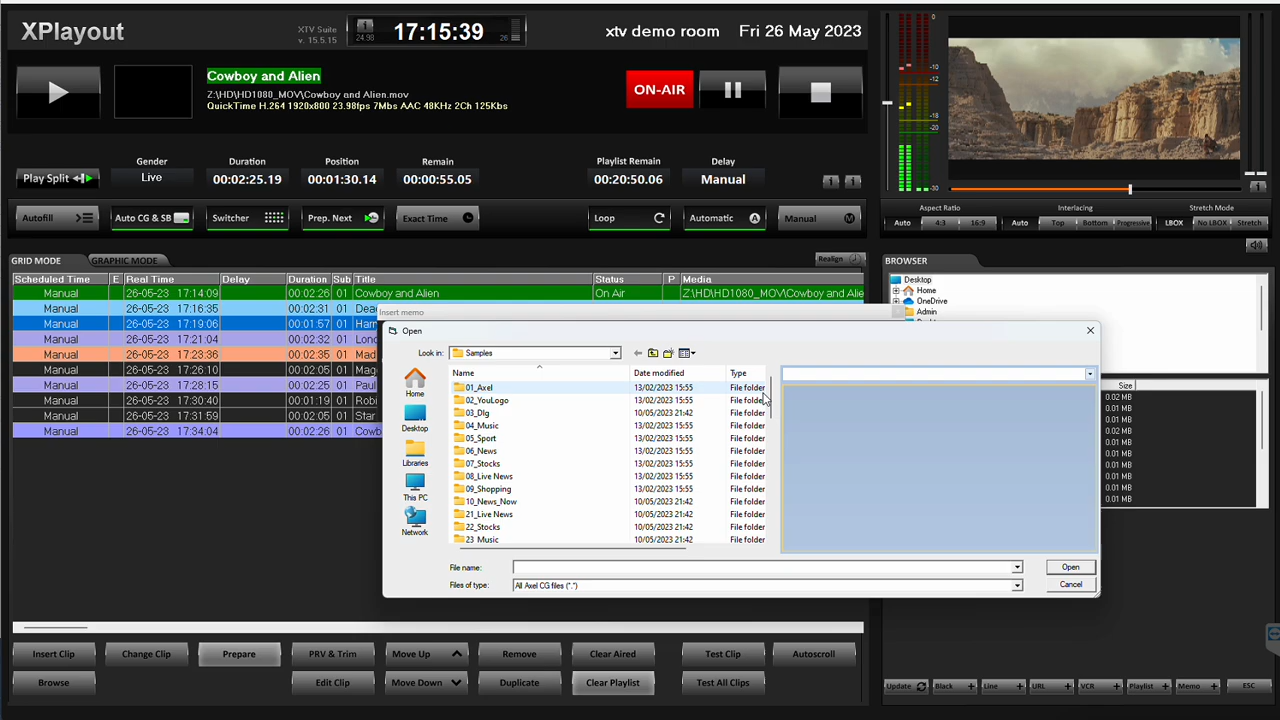 XPlayout
XTV Suite
v. 15.5.15
1
24.98
17:15:39
26
xtv demo room
Fri 26 May 2023
Cowboy and Alien
Z:\HD\HD1080_MOV\Cowboy and Alien.mov
QuickTime H.264 1920x800 23.98fps 7Mbs AAC 48KHz 2Ch 125Kbs
ON-AIR
Play Split
Gender
Live
Duration
00:02:25.19
Position
00:01:30.14
Remain
00:00:55.05
Playlist Remain
00:20:50.06
Delay
Manual
1 1
Autofill
Auto CG & SB
Switcher
Prep. Next
Exact Time
Loop
Automatic A
Manual M
0
-10
-18
-20
-30
1
Aspect Ratio Interlacing Stretch Mode
Auto 4:3 16:9 Auto Top Bottom Progressive LBOX No LBOX Stretch
GRID MODE GRAPHIC MODE Realign
Scheduled Time E Real Time Delay Duration Sub Title Status P Media
Manual 26-05-23 17:14:09 00:02:26 01 Cowboy and Alien On Air Z:\HD\HD1080_MOV\Cowboy and Alie
Manual 26-05-23 17:16:35 00:02:31 01 Dea
Manual 26-05-23 17:19:06 00:01:57 01 Harr
Manual 26-05-23 17:21:04 00:02:32 01 Lond
Manual 26-05-23 17:23:36 00:02:35 01 Mad
Manual 26-05-23 17:26:10 00:02:05 01 Mag
Manual 26-05-23 17:28:15 00:02:25 01 Paul
Manual 26-05-23 17:30:40 01 Robi
Manual 26-05-23 17:31:59 00:02:05 01 Star
Manual 26-05-23 17:34:04 00:02:26 01 Cowb
Insert memo
Open
Look in: Samples
Name Date modified Type
01_Axel 13/02/2023 15:55 File folder
02_YouLogo 13/02/2023 15:55 File folder
03_Dlg 10/05/2023 21:42 File folder
04_Music 13/02/2023 15:55 File folder
05_Sport 13/02/2023 15:55 File folder
06_News 13/02/2023 15:55 File folder
07_Stocks 13/02/2023 15:55 File folder
08_Live News 13/02/2023 15:55 File folder
09_Shopping 13/02/2023 15:55 File folder
10_News_Now 10/05/2023 21:42 File folder
21_Live News 10/05/2023 21:42 File folder
22_Stocks 10/05/2023 21:42 File folder
23 Music 10/05/2023 21:42 File folder
Home
Desktop
Libraries
This PC
Network
File name:
Open
Files of type: All Axel CG files (*.*)
Cancel
BROWSER
Desktop
Home
OneDrive
Admin
Size
0.02 MB
0.01 MB
0.01 MB
0.02 MB
0.01 MB
0.01 MB
0.01 MB
0.01 MB
0.01 MB
Insert Clip Change Clip Prepare PRV & Trim Move Up Remove Clear Aired Test Clip Autoscroll
Browse Edit Clip Move Down Duplicate Clear Playlist Test All Clips
Update Black + Line + URL + VCR + Playlist + Memo + ESC